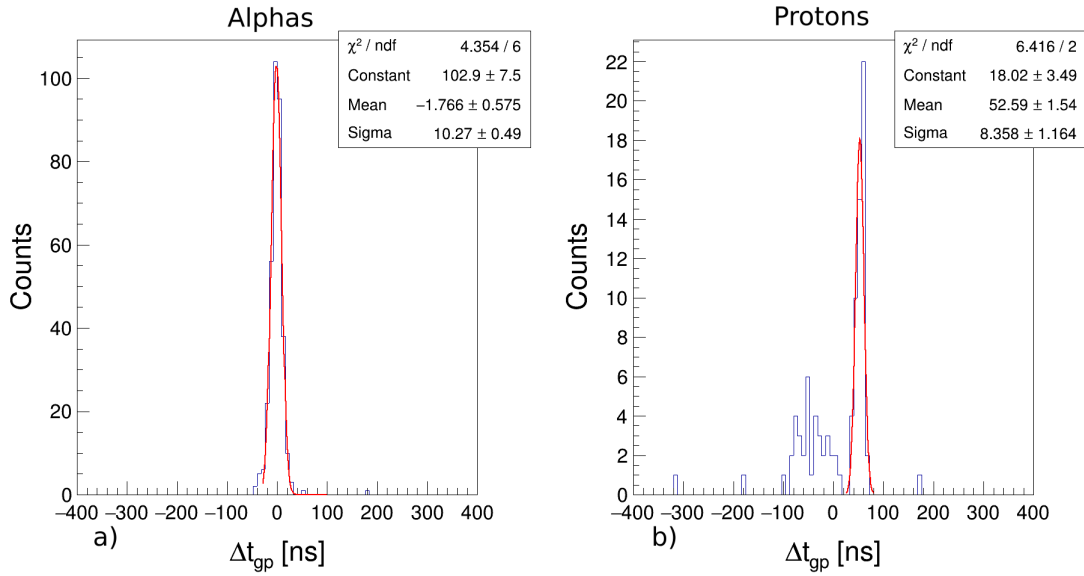 Alphas
χ² / ndf 4.354 / 6
Constant 102.9 ± 7.5
Mean −1.766 ± 0.575
Sigma 10.27 ± 0.49
Counts
100
80
60
40
20
0
−400 −300 −200 −100 0 100 200 300 400
a)
Δt_gp [ns]
Protons
χ² / ndf 6.416 / 2
Constant 18.02 ± 3.49
Mean 52.59 ± 1.54
Sigma 8.358 ± 1.164
Counts
22
20
18
16
14
12
10
8
6
4
2
0
−400 −300 −200 −100 0 100 200 300 400
b)
Δt_gp [ns]